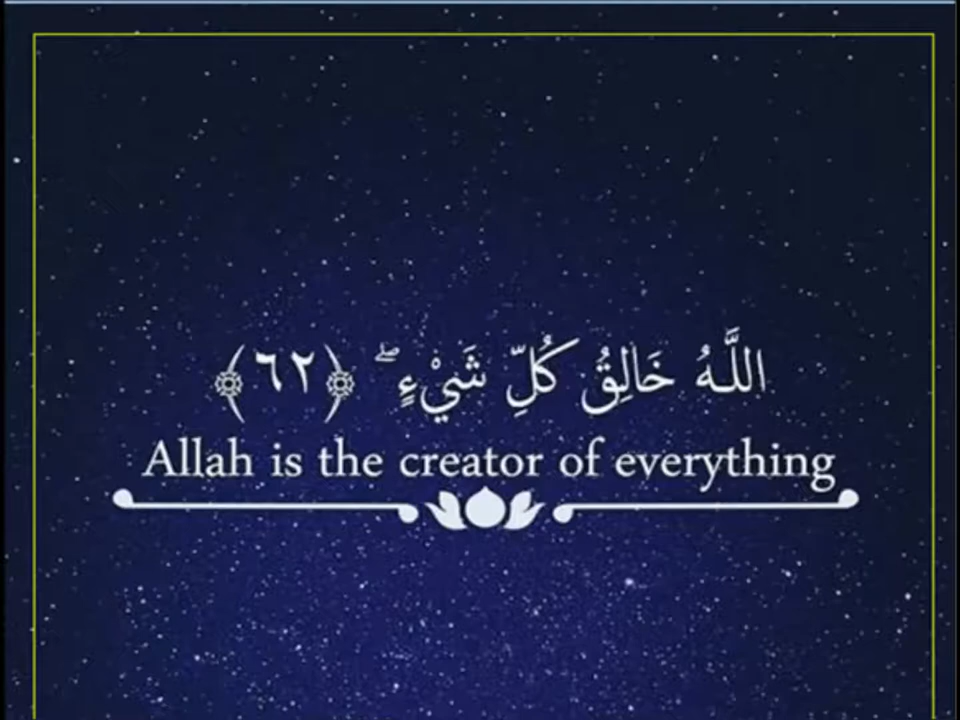 اللَّهُ خَالِقُ كُلِّ شَيْءٍ ۖ ﴿٦٢﴾
Allah is the creator of everything